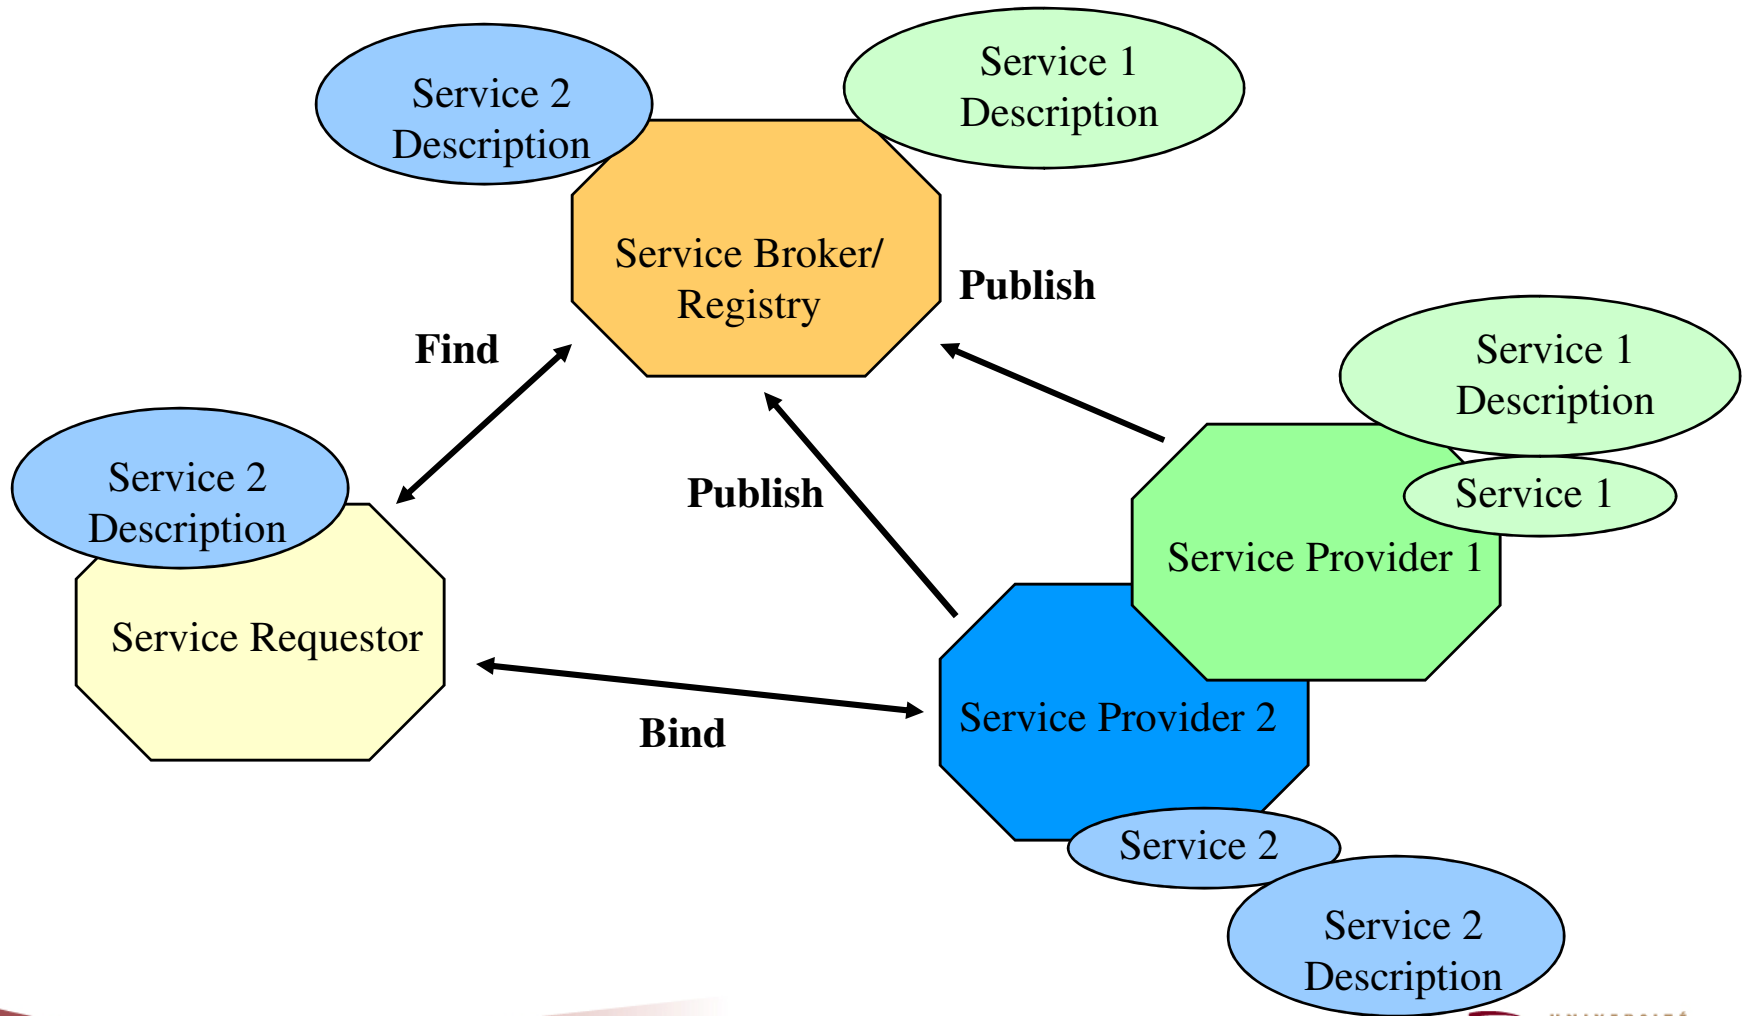 Service 1
Description
Service 2
Description
Service Broker/
Registry
Publish
Find
Service 1
Description
Service 2
Description
Publish
Service 1
Service Provider 1
Service Requestor
Service Provider 2
Bind
Service 2
Service 2
Description